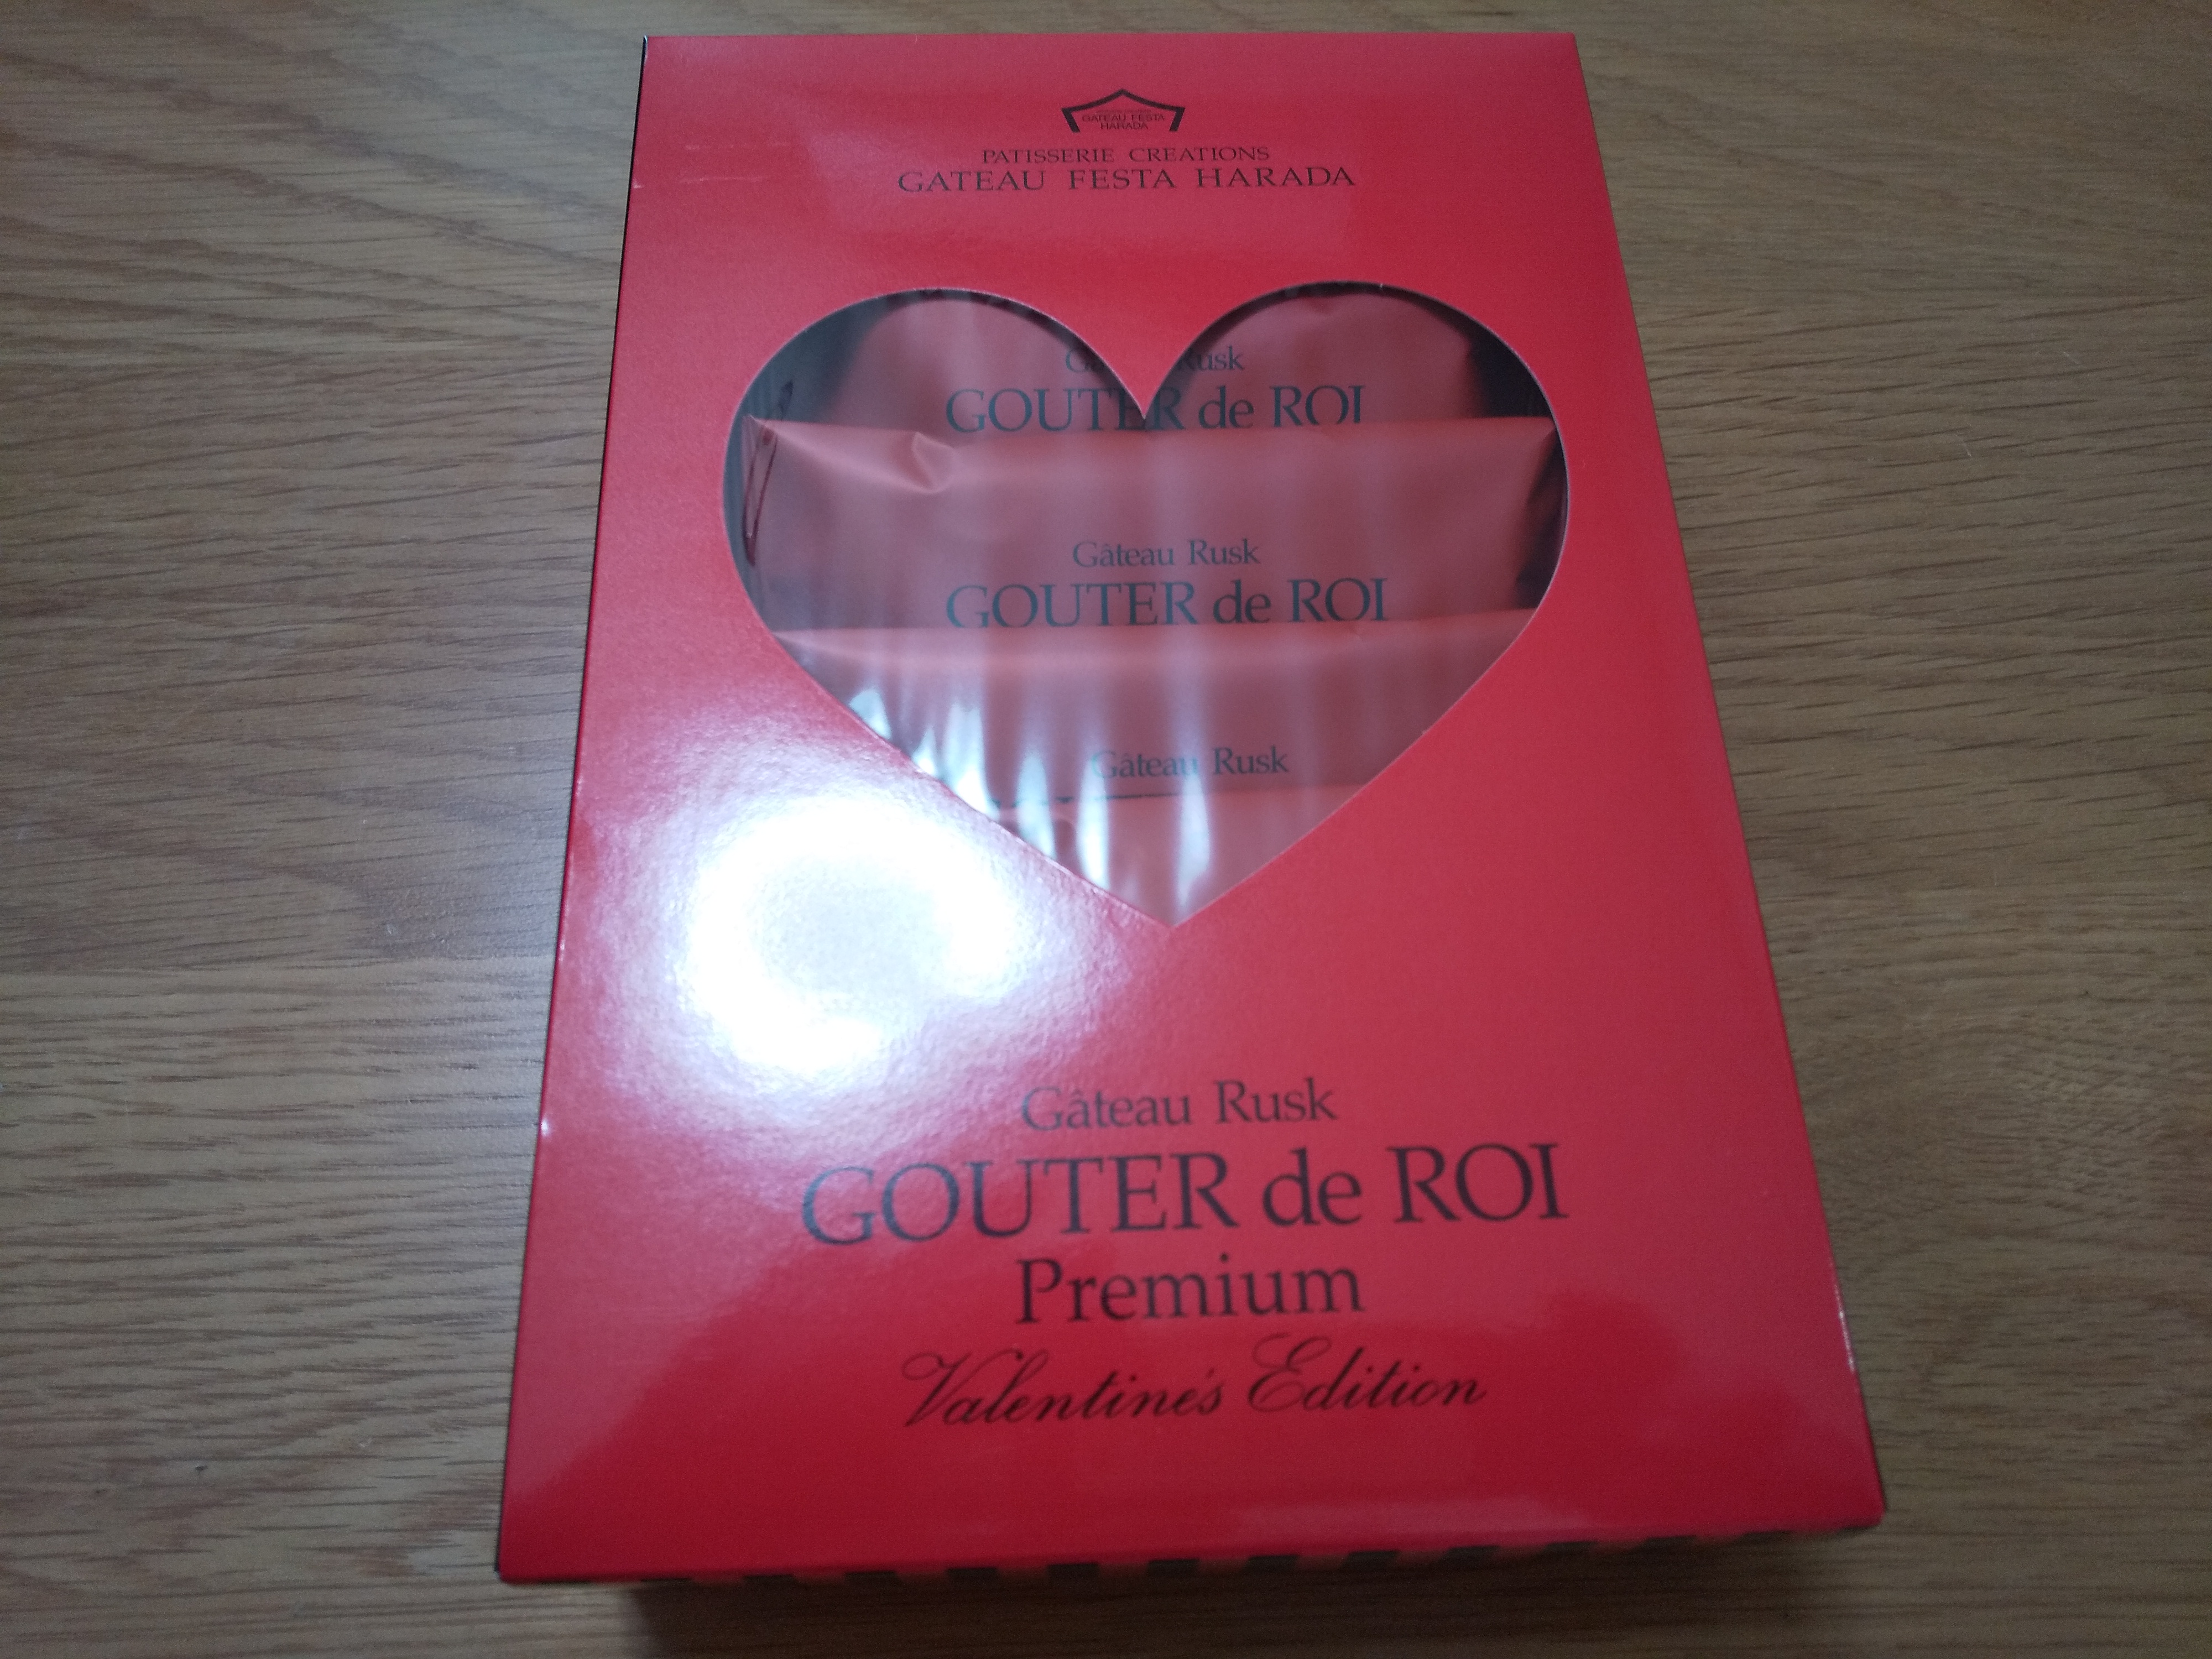 GATEAU FESTA
HARADA
PATISSERIE CREATIONS
GATEAU FESTA HARADA
Rusk
GOUTER de ROI
Gâteau Rusk
GOUTER de ROI
Gâteau Rusk
Gâteau Rusk
GOUTER de ROI
Premium
Valentine's Edition